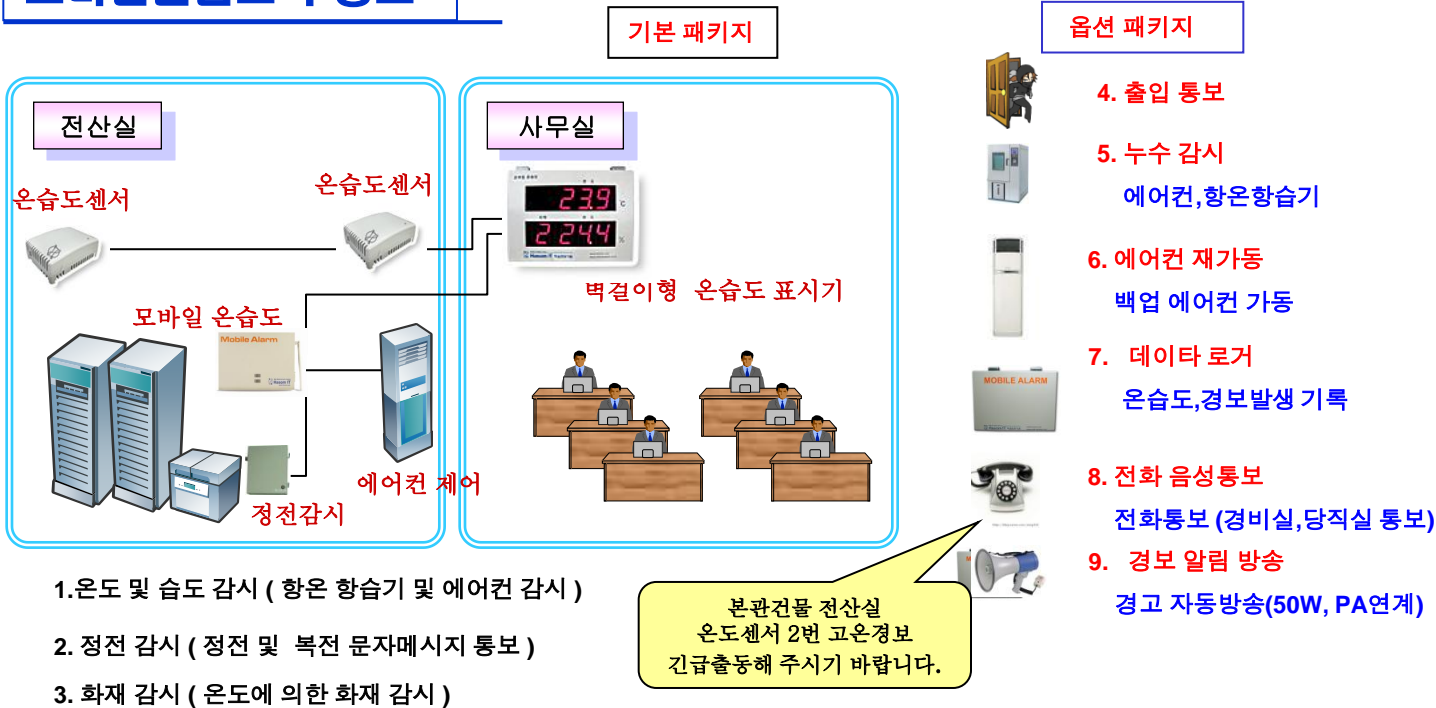 기본 패키지
옵션 패키지
전산실
사무실
온습도센서
온습도센서
23.9
℃
2 24.4
%
벽걸이형 온습도 표시기
모바일 온습도
Mobile Alarm
에어컨 제어
정전감시
1.온도 및 습도 감시 ( 항온 항습기 및 에어컨 감시 )
2. 정전 감시 ( 정전 및 복전 문자메시지 통보 )
3. 화재 감시 ( 온도에 의한 화재 감시 )
본관건물 전산실
온도센서 2번 고온경보
긴급출동해 주시기 바랍니다.
4. 출입 통보
5. 누수 감시
에어컨,항온항습기
6. 에어컨 재가동
백업 에어컨 가동
7. 데이타 로거
MOBILE ALARM
온습도,경보발생 기록
8. 전화 음성통보
전화통보 (경비실,당직실 통보)
9. 경보 알림 방송
경고 자동방송(50W, PA연계)